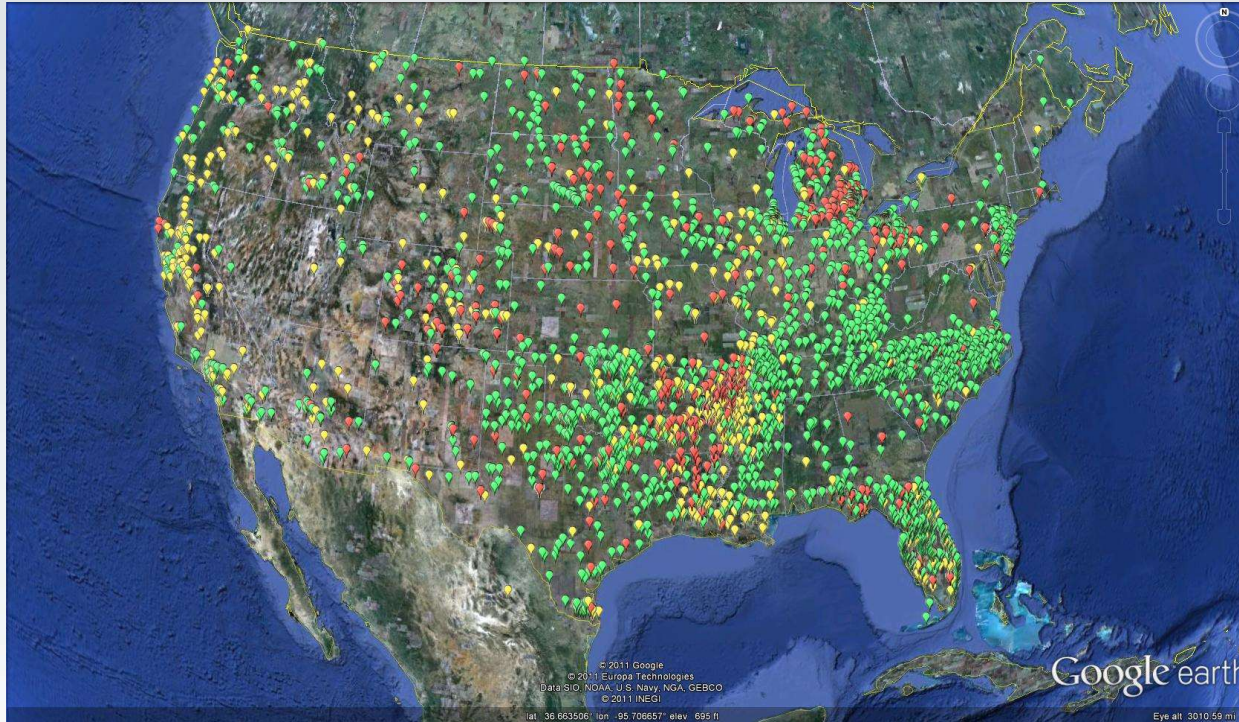 N
© 2011 Google
© 2011 Europa Technologies
Data SIO, NOAA, U.S. Navy, NGA, GEBCO
© 2011 INEGI
Google earth
lat 36.663506° lon -95.706657° elev 695 ft
Eye alt 3010.59 mi